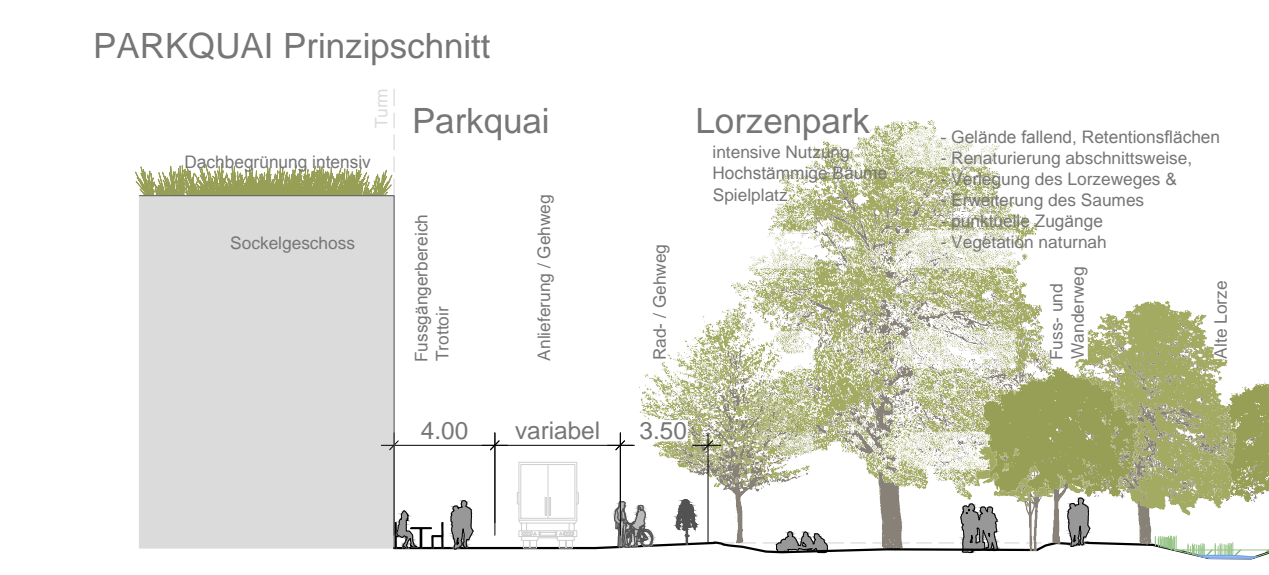 PARKQUAI Prinzipschnitt
Turm
Parkquai
Lorzenpark
Dachbegrünung intensiv
Sockelgeschoss
intensive Nutzung
Hochstämmige Bäume
Spielplatz
- Gelände fallend, Retentionsflächen
- Renaturierung abschnittsweise,
- Verlegung des Lorzeweges &
- Erweiterung des Saumes
- punktuelle Zugänge
- Vegetation naturnah
Fussgängerbereich
Trottoir
Anlieferung / Gehweg
Rad- / Gehweg
Fuss- und
Wanderweg
Alte Lorze
4.00
variabel
3.50